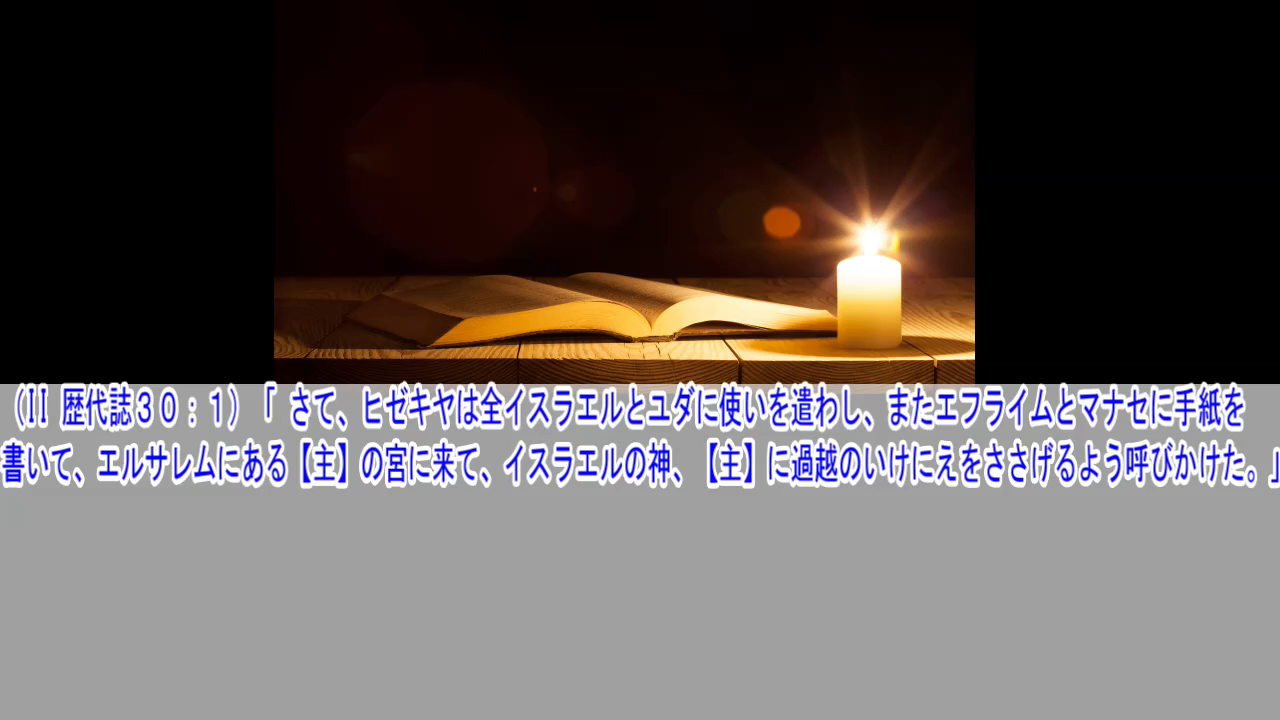 （II 歴代誌３０：１）「 さて、ヒゼキヤは全イスラエルとユダに使いを遣わし、またエフライムとマナセに手紙を
書いて、エルサレムにある【主】の宮に来て、イスラエルの神、【主】に過越のいけにえをささげるよう呼びかけた。」